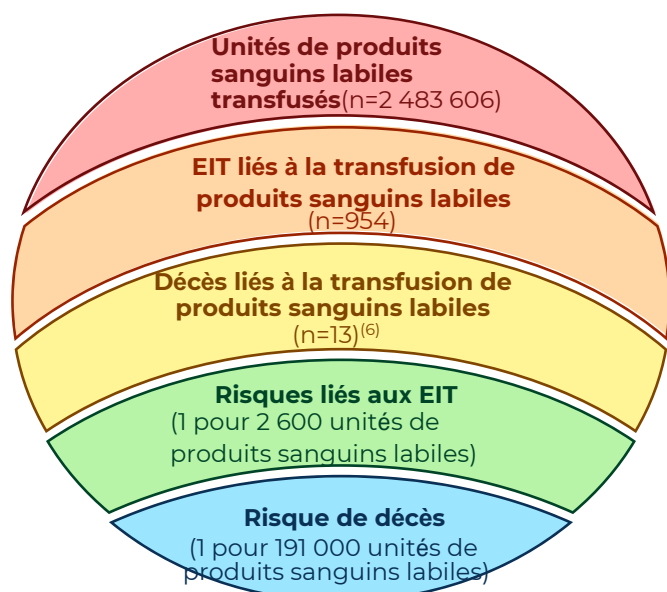 Unités de produits
sanguins labiles
transfusés(n=2 483 606)
EIT liés à la transfusion de
produits sanguins labiles
(n=954)
Décès liés à la transfusion de
produits sanguins labiles
(n=13)(6)
Risques liés aux EIT
(1 pour 2 600 unités de
produits sanguins labiles)
Risque de décès
(1 pour 191 000 unités de
produits sanguins labiles)